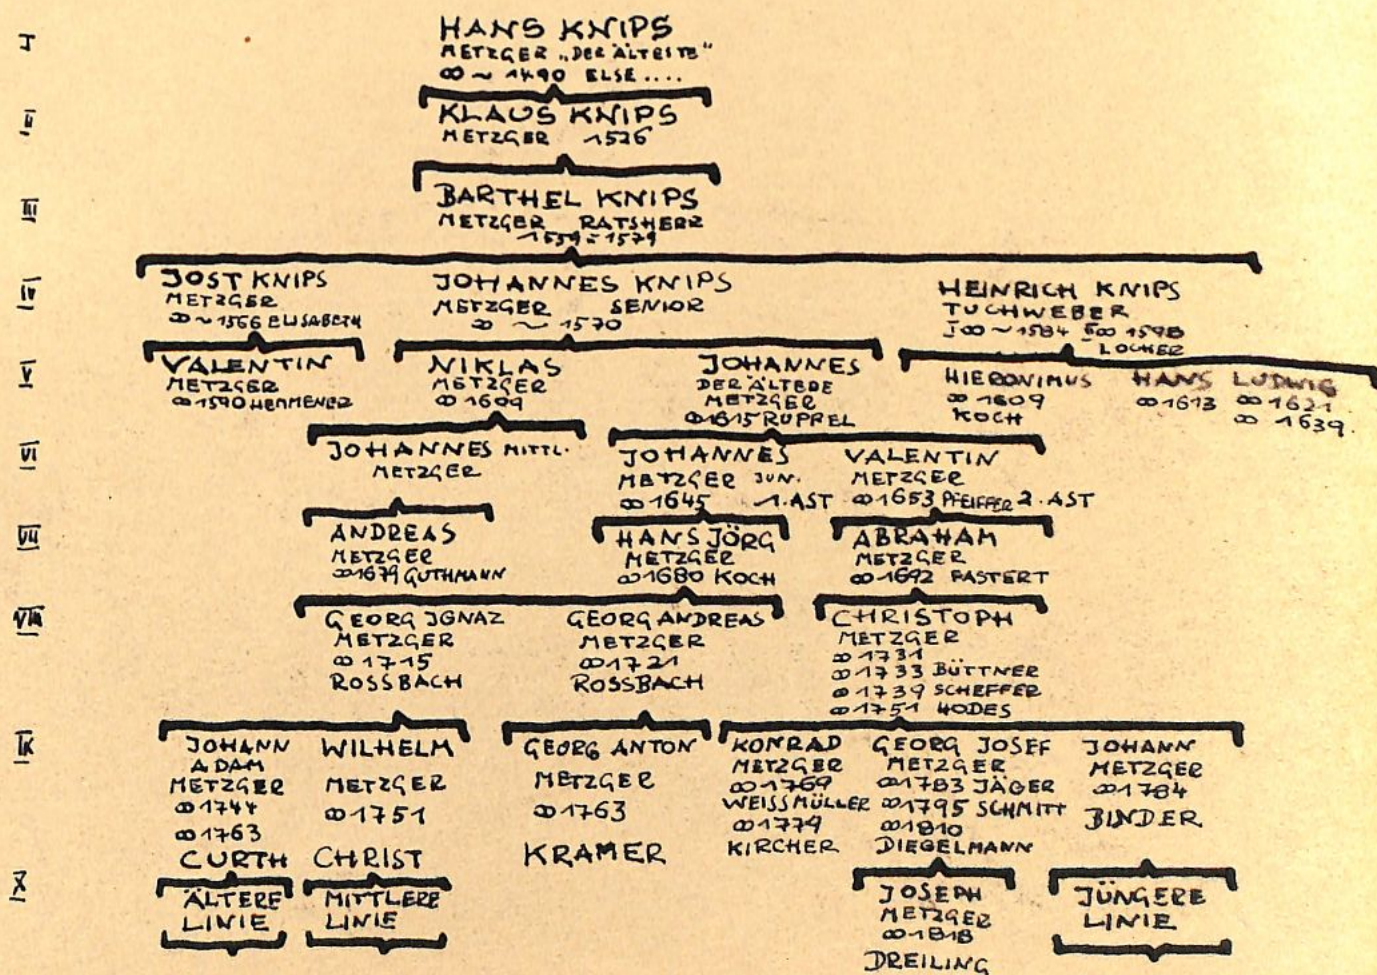 I
HANS KNIPS
METZGER „DER ÄLTESTE"
∞ ~ 1490 ELSE ....
II
KLAUS KNIPS
METZGER 1526
III
BARTHEL KNIPS
METZGER RATSHERR
1559-1579
IV
JOST KNIPS
METZGER
∞ ~ 1566 ELISABETH
JOHANNES KNIPS
METZGER SENIOR
∞ ~ 1570
HEINRICH KNIPS
TUCHWEBER
I∞ ~ 1584 II∞ 1598
LOCHER
V
VALENTIN
METZGER
∞ 1590 HEMMENER
NIKLAS
METZGER
∞ 1609
JOHANNES
DER ÄLTERE
METZGER
∞ 1615 RUPPEL
HIERONIMUS
∞ 1609
KOCH
HANS
∞ 1613
LUDWIG
∞ 1621
∞ 1639.
VI
JOHANNES MITTL.
METZGER
JOHANNES
METZGER JUN.
∞ 1645 1. AST
VALENTIN
METZGER
∞ 1653 PFEIFFER 2. AST
VII
ANDREAS
METZGER
∞ 1679 GUTHMANN
HANS JÖRG
METZGER
∞ 1680 KOCH
ABRAHAM
METZGER
∞ 1692 FASTERT
VIII
GEORG IGNAZ
METZGER
∞ 1715
ROSSBACH
GEORG ANDREAS
METZGER
∞ 1721
ROSSBACH
CHRISTOPH
METZGER
∞ 1731
∞ 1733 BÜTTNER
∞ 1739 SCHEFFER
∞ 1751 HODES
IX
JOHANN
ADAM
METZGER
∞ 1744
∞ 1763
CURTH
WILHELM
METZGER
∞ 1751
CHRIST
GEORG ANTON
METZGER
∞ 1763
KRAMER
KONRAD
METZGER
∞ 1769
WEISSMÜLLER
∞ 1779
KIRCHER
GEORG JOSEF
METZGER
∞ 1783 JÄGER
∞ 1795 SCHMITT
∞ 1810
DIEGELMANN
JOHANN
METZGER
∞ 1784
BINDER
X
ÄLTERE
LINIE
MITTLERE
LINIE
JOSEPH
METZGER
∞ 1818
DREILING
JÜNGERE
LINIE